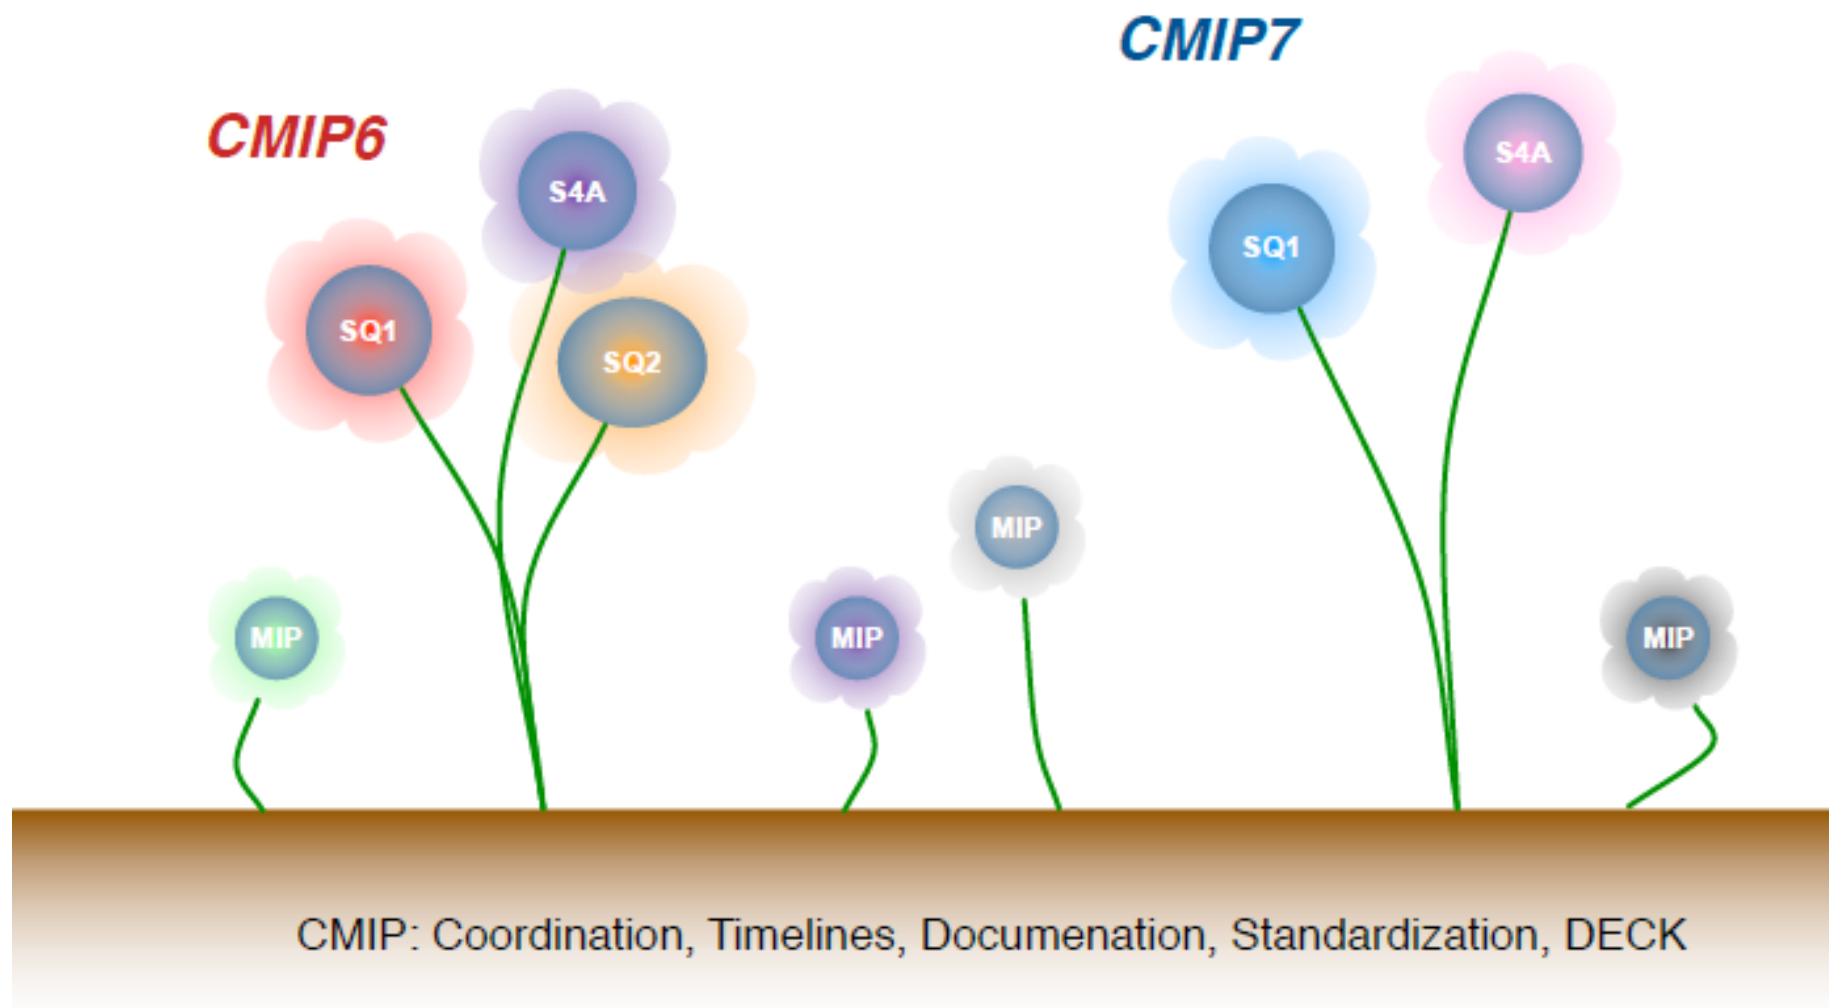 CMIP7
CMIP6
S4A
S4A
SQ1
SQ1
SQ2
MIP
MIP
MIP
MIP
CMIP: Coordination, Timelines, Documenation, Standardization, DECK